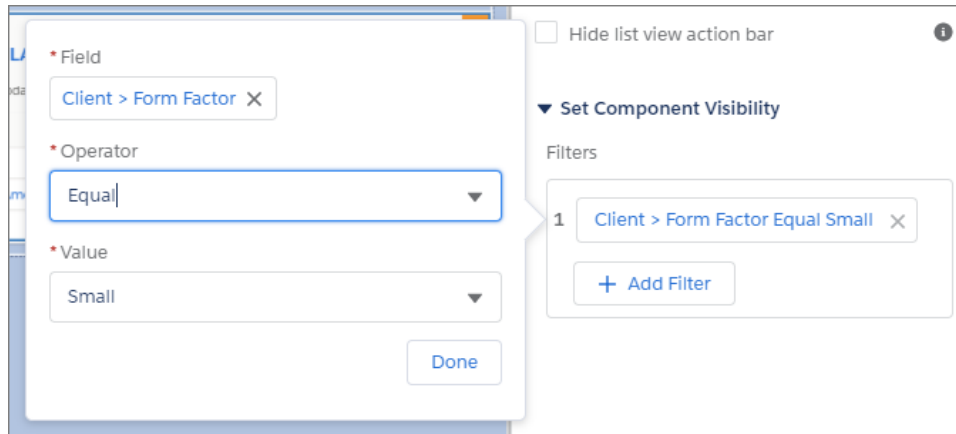 * Field
Client > Form Factor
* Operator
Equal
* Value
Small
Done
Hide list view action bar
Set Component Visibility
Filters
1 Client > Form Factor Equal Small
+ Add Filter